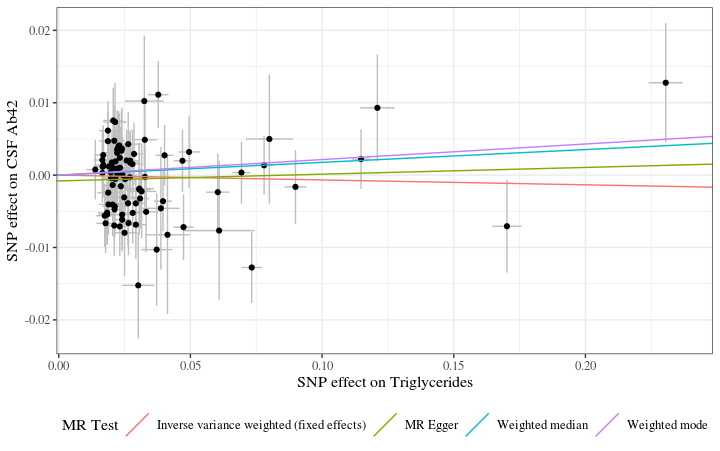 SNP effect on CSF Ab42
0.02
0.01
0.00
-0.01
-0.02
0.00 0.05 0.10 0.15 0.20
SNP effect on Triglycerides
MR Test Inverse variance weighted (fixed effects) MR Egger Weighted median Weighted mode